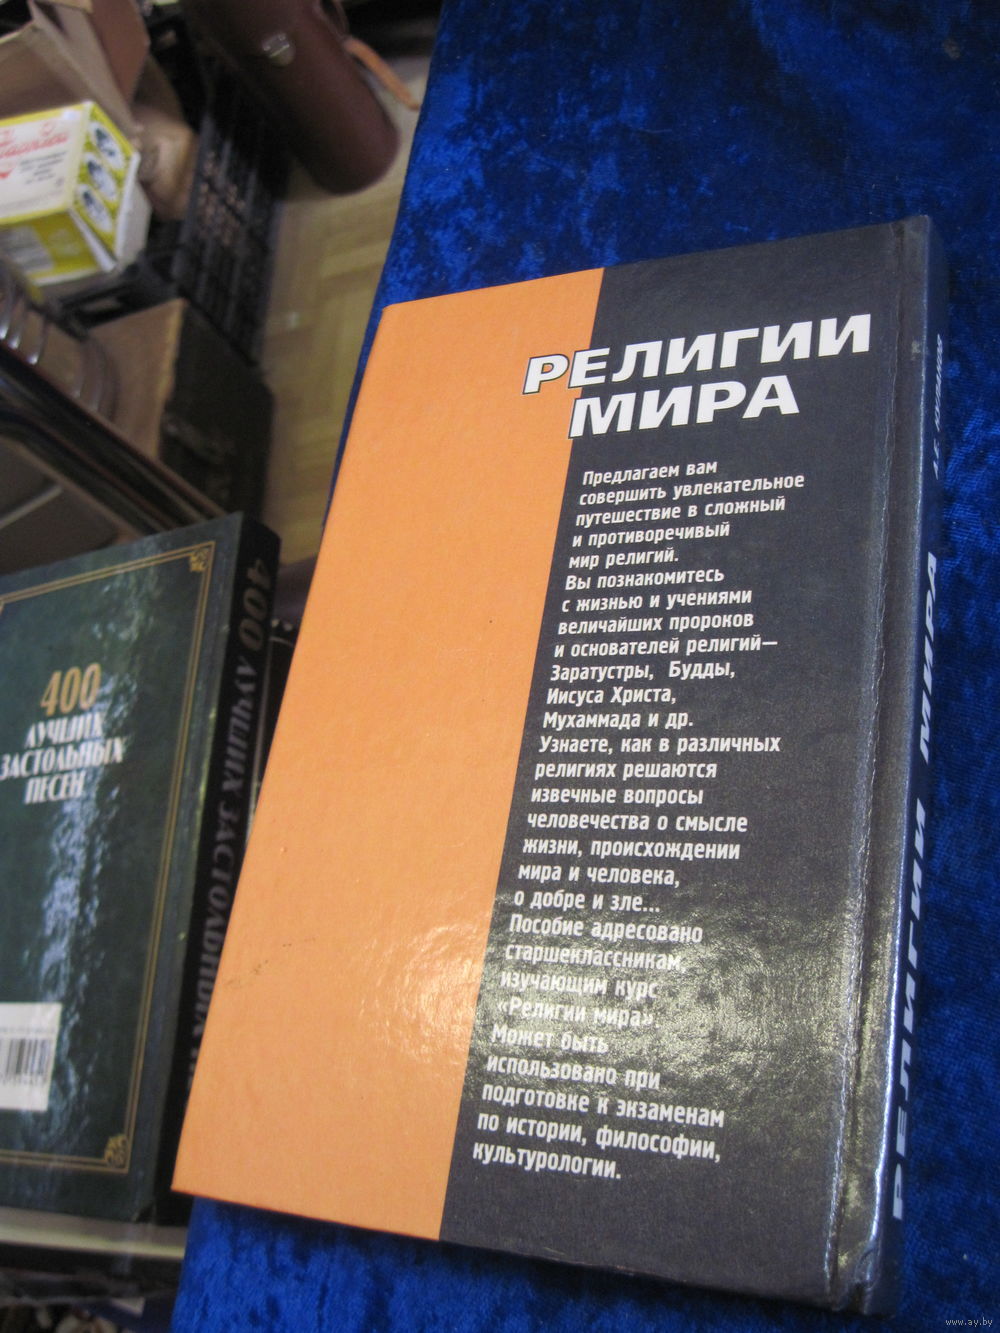 РЕЛИГИИ
МИРА
Предлагаем вам
совершить увлекательное
путешествие в сложный
и противоречивый
мир религий.
Вы познакомитесь
с жизнью и учениями
величайших пророков
и основателей религий—
Заратустры, Будды,
Иисуса Христа,
Мухаммада и др.
Узнаете, как в различных
религиях решаются
извечные вопросы
человечества о смысле
жизни, происхождении
мира и человека,
о добре и зле...
Пособие адресовано
старшеклассникам,
изучающим курс
«Религии мира».
Может быть
использовано при
подготовке к экзаменам
по истории, философии,
культурологии.
РЕЛИГИИ МИРА
400
ЛУЧШИХ
ЗАСТОЛЬНЫХ
ПЕСЕН
400 ЛУЧШИХ ЗАСТОЛЬНЫХ
www.ay.by